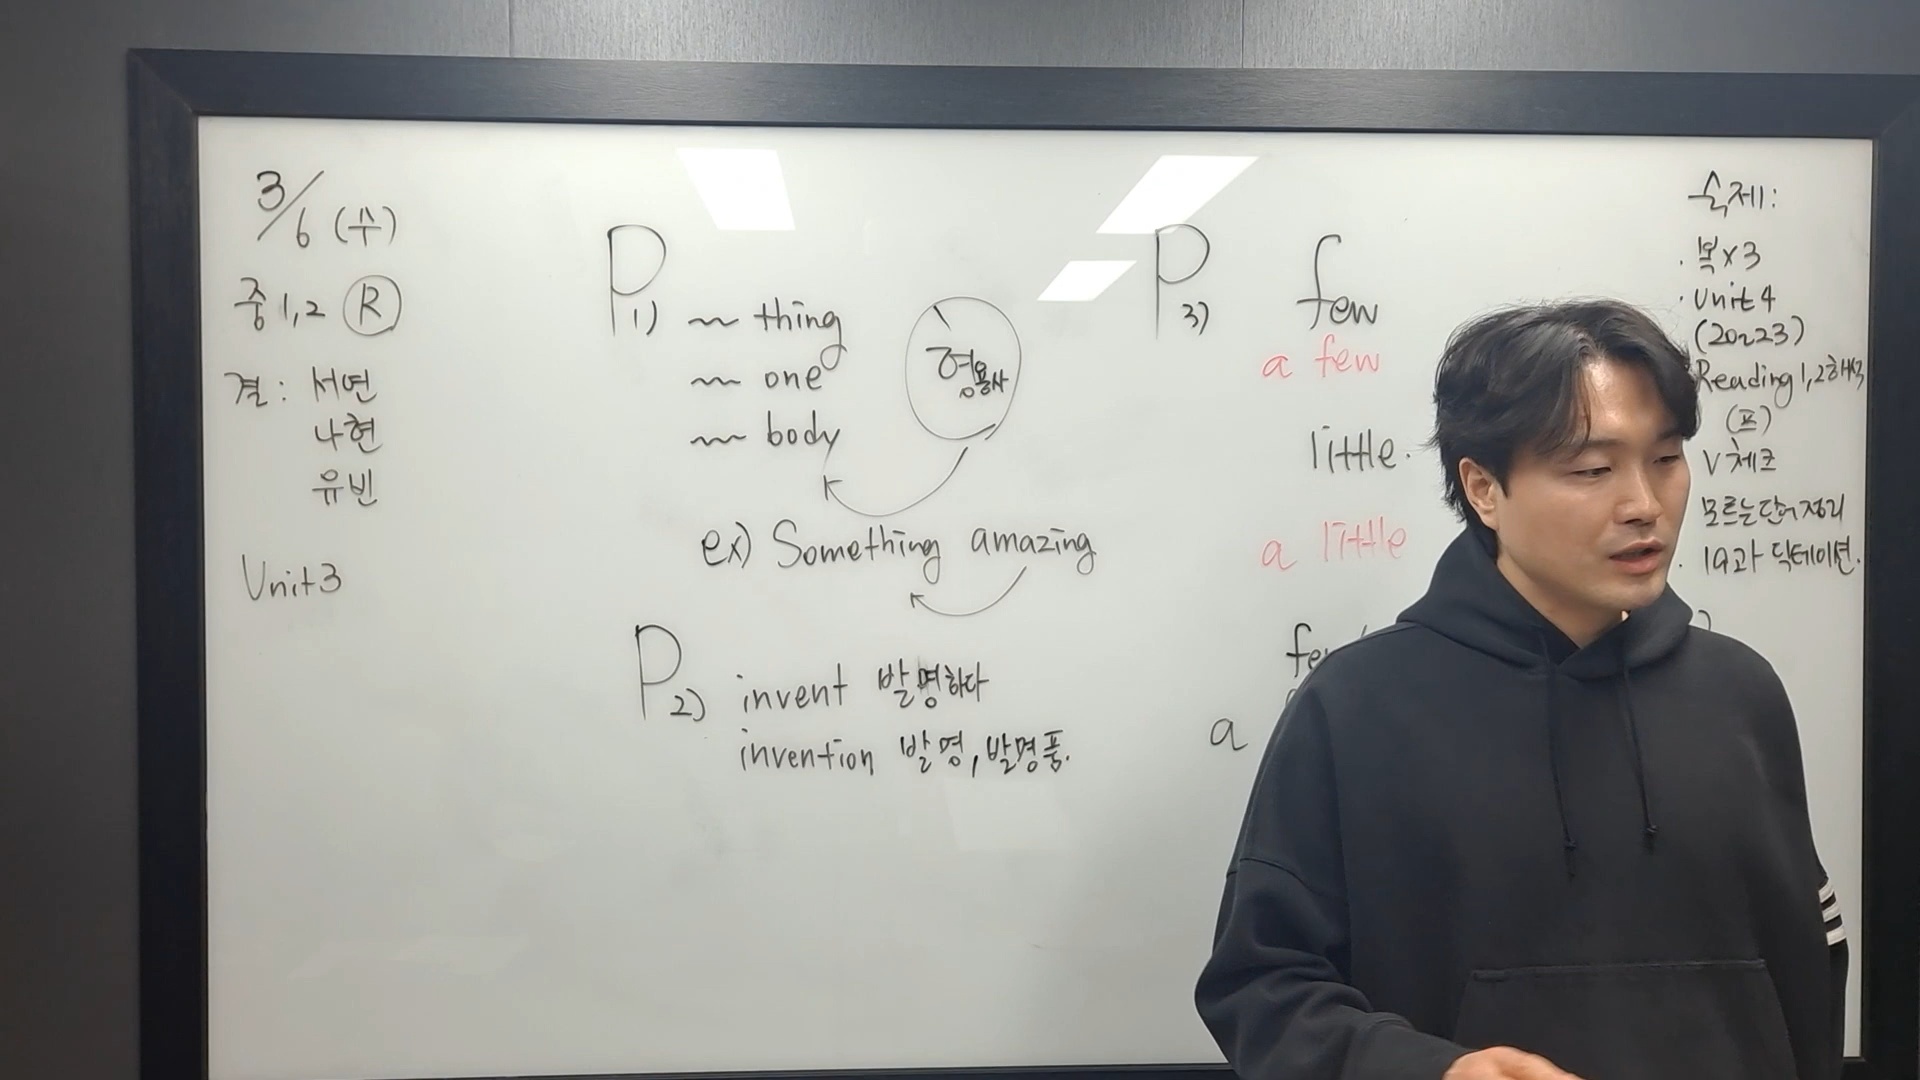 3/6 (수)
중1,2 Ⓡ
결: 서연
나현
유빈
Unit3
P1) ~ thing
~ one
~ body
형용사
ex) Something amazing
P2) invent 발명하다
invention 발명, 발명품.
P3) few
a few
little.
a little
a
숙제:
· 복x3
· Unit 4
(20~23)
Reading 1,2 해석
(프)
V 체크
모르는단어정리
· 19과 딕테이션.